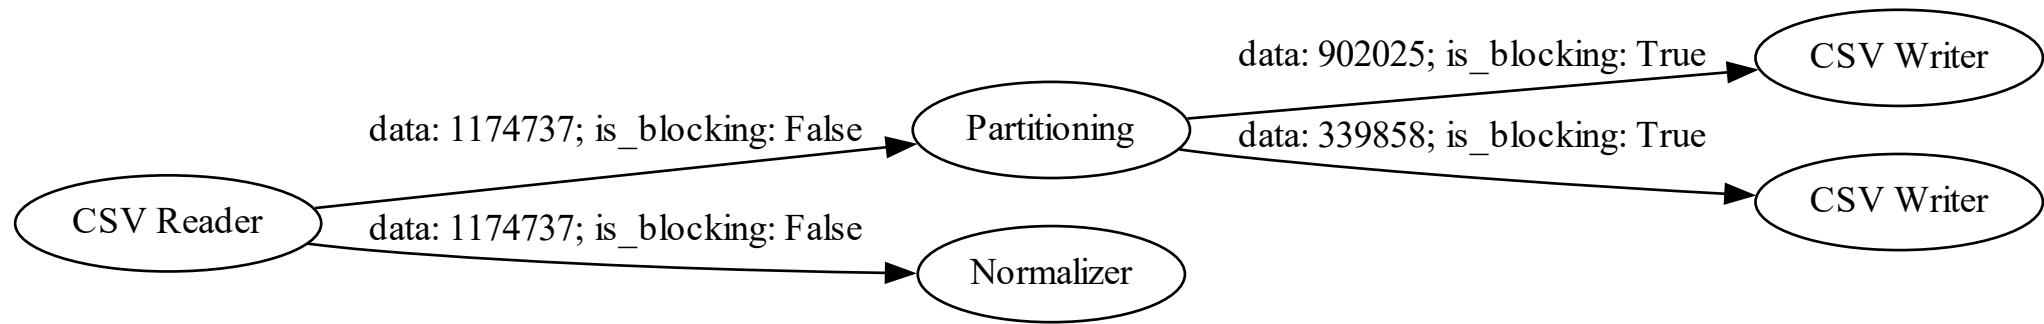 data: 902025; is_blocking: True
CSV Writer
data: 1174737; is_blocking: False
Partitioning
data: 339858; is_blocking: True
CSV Writer
CSV Reader
data: 1174737; is_blocking: False
Normalizer